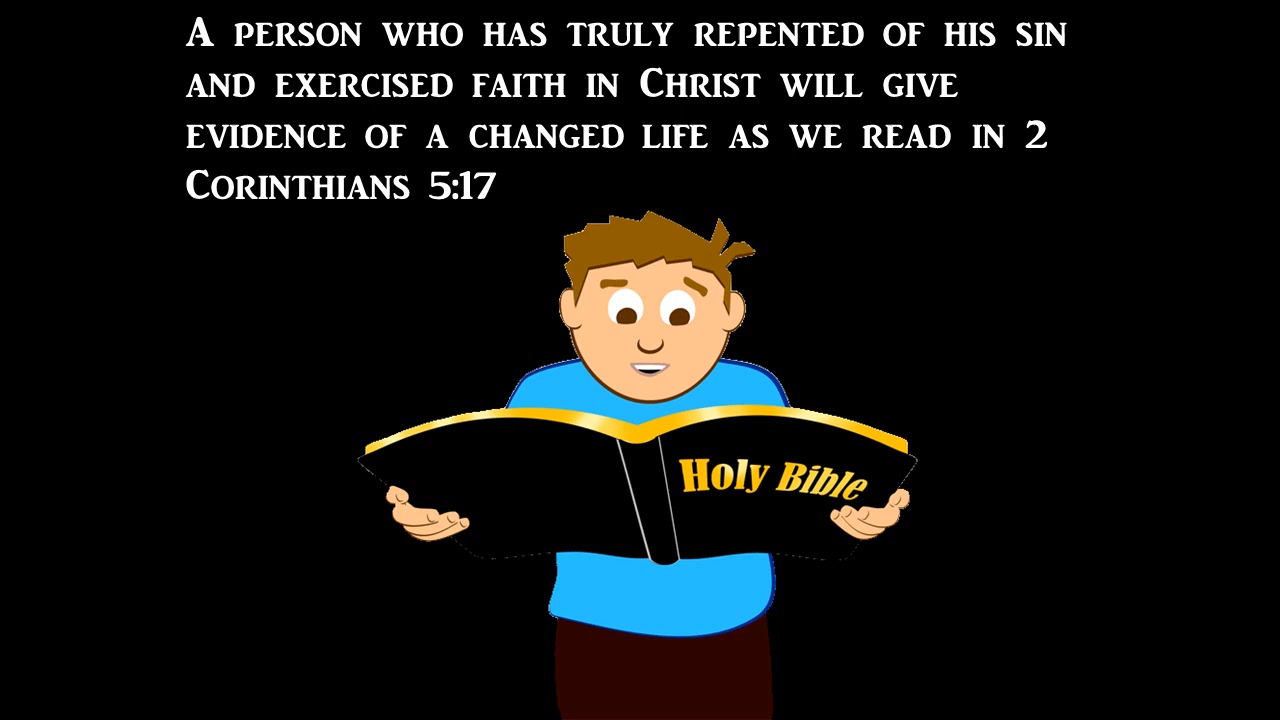 A person who has truly repented of his sin
and exercised faith in Christ will give
evidence of a changed life as we read in 2
Corinthians 5:17
Holy Bible